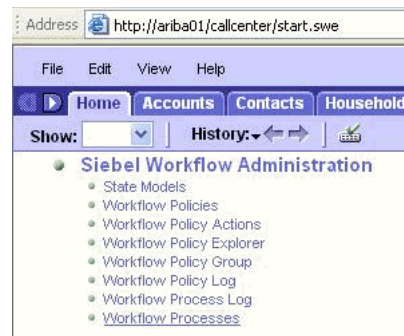 Address http://ariba01/callcenter/start.swe
File Edit View Help
Home Accounts Contacts Household
Show: History:
Siebel Workflow Administration
State Models
Workflow Policies
Workflow Policy Actions
Workflow Policy Explorer
Workflow Policy Group
Workflow Policy Log
Workflow Process Log
Workflow Processes